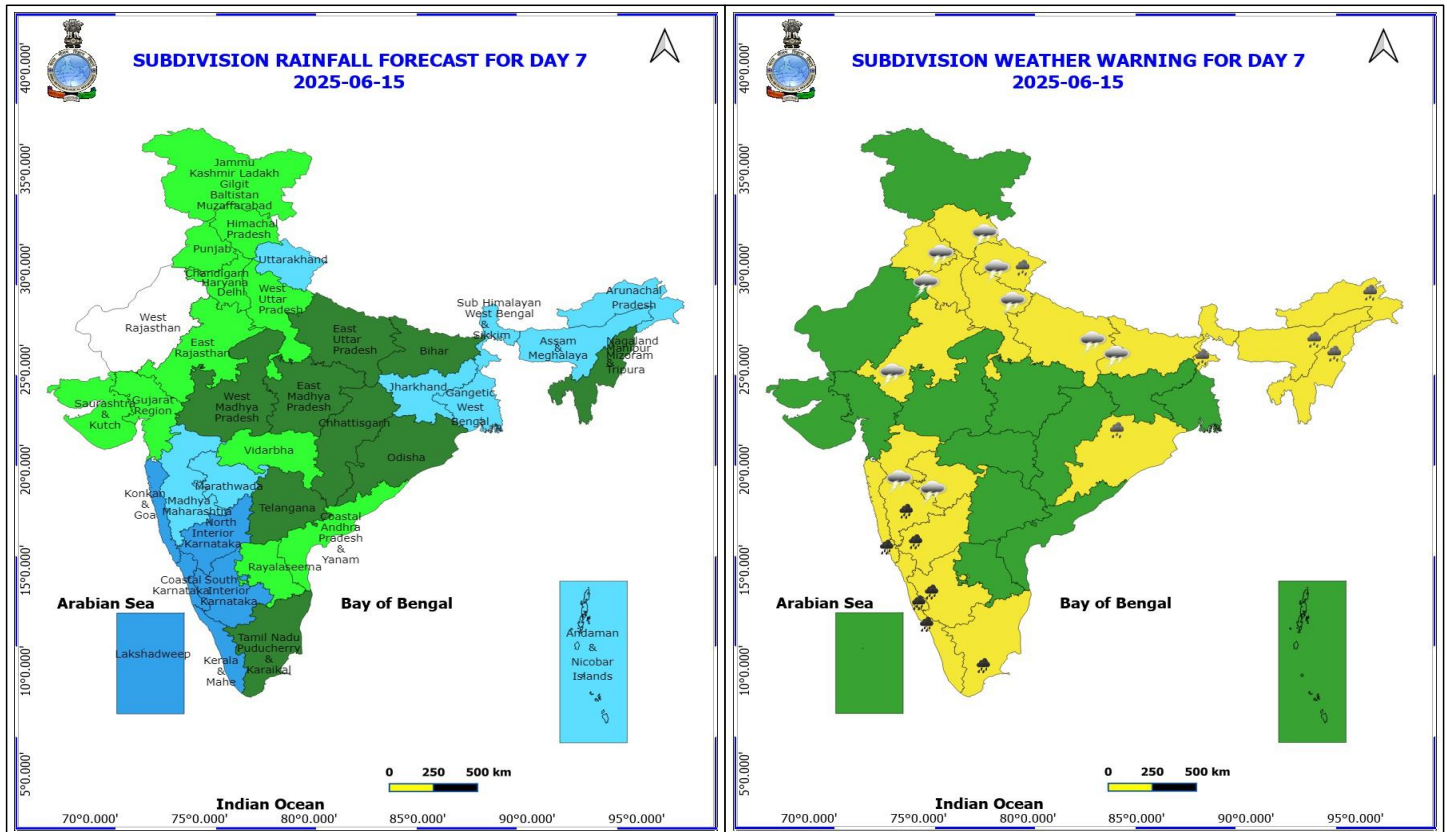 SUBDIVISION RAINFALL FORECAST FOR DAY 7
2025-06-15
40°0.000'
35°0.000'
30°0.000'
25°0.000'
20°0.000'
15°0.000'
10°0.000'
5°0.000'
Jammu
Kashmir Ladakh
Gilgit
Baltistan
Muzaffarabad
Himachal
Pradesh
Punjab
Uttarakhand
Chandigarh
Haryana
Delhi
West
Uttar
Pradesh
West
Rajasthan
East
Rajasthan
East
Uttar
Pradesh
Bihar
Sub Himalayan
West Bengal
&
Sikkim
Arunachal
Pradesh
Assam
&
Meghalaya
Nagaland
Manipur
Mizoram
&
Tripura
Jharkhand
Gangetic
West
Bengal
Saurashtra
&
Kutch
Gujarat
Region
West
Madhya
Pradesh
East
Madhya
Pradesh
Chhattisgarh
Odisha
Vidarbha
Konkan
&
Goa
Madhya
Maharashtra
Marathwada
Telangana
North
Interior
Karnataka
Coastal
Andhra
Pradesh
&
Yanam
Rayalaseema
Coastal
Karnataka
South
Interior
Karnataka
Tamil Nadu
Puducherry
&
Karaikal
Kerala
&
Mahe
Lakshadweep
Andaman
&
Nicobar
Islands
Arabian Sea
Bay of Bengal
Indian Ocean
0 250 500 km
70°0.000' 75°0.000' 80°0.000' 85°0.000' 90°0.000' 95°0.000'
SUBDIVISION WEATHER WARNING FOR DAY 7
2025-06-15
40°0.000'
35°0.000'
30°0.000'
25°0.000'
20°0.000'
15°0.000'
10°0.000'
5°0.000'
Arabian Sea
Bay of Bengal
Indian Ocean
0 250 500 km
70°0.000' 75°0.000' 80°0.000' 85°0.000' 90°0.000' 95°0.000'